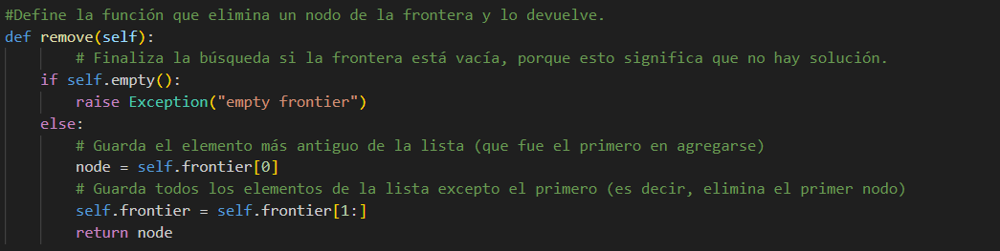 #Define la función que elimina un nodo de la frontera y lo devuelve.
def remove(self):
        # Finaliza la búsqueda si la frontera está vacía, porque esto significa que no hay solución.
    if self.empty():
        raise Exception("empty frontier")
    else:
        # Guarda el elemento más antiguo de la lista (que fue el primero en agregarse)
        node = self.frontier[0]
        # Guarda todos los elementos de la lista excepto el primero (es decir, elimina el primer nodo)
        self.frontier = self.frontier[1:]
        return node